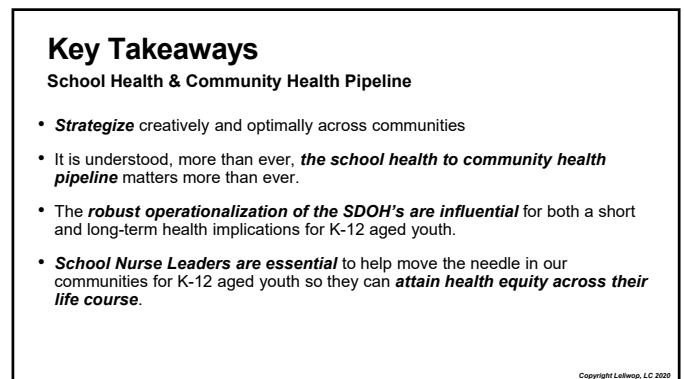 Key Takeaways
School Health & Community Health Pipeline
• Strategize creatively and optimally across communities
• It is understood, more than ever, the school health to community health
pipeline matters more than ever.
• The robust operationalization of the SDOH's are influential for both a short
and long-term health implications for K-12 aged youth.
• School Nurse Leaders are essential to help move the needle in our
communities for K-12 aged youth so they can attain health equity across their
life course.
Copyright Leliwop, LC 2020